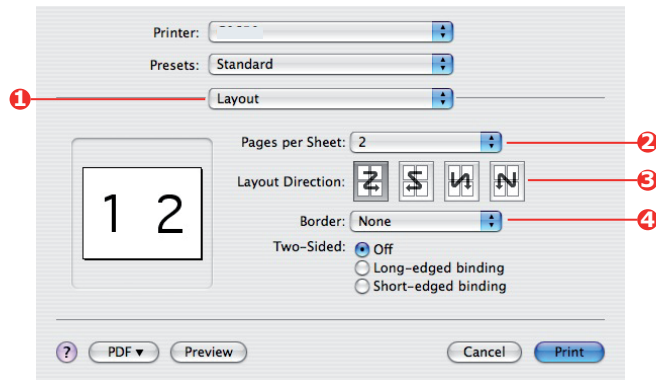 Printer:
Presets: Standard
1 Layout
Pages per Sheet: 2 2
Layout Direction: 3
1 2
Border: None 4
Two-Sided: Off
Long-edged binding
Short-edged binding
? PDF▼ Preview Cancel Print